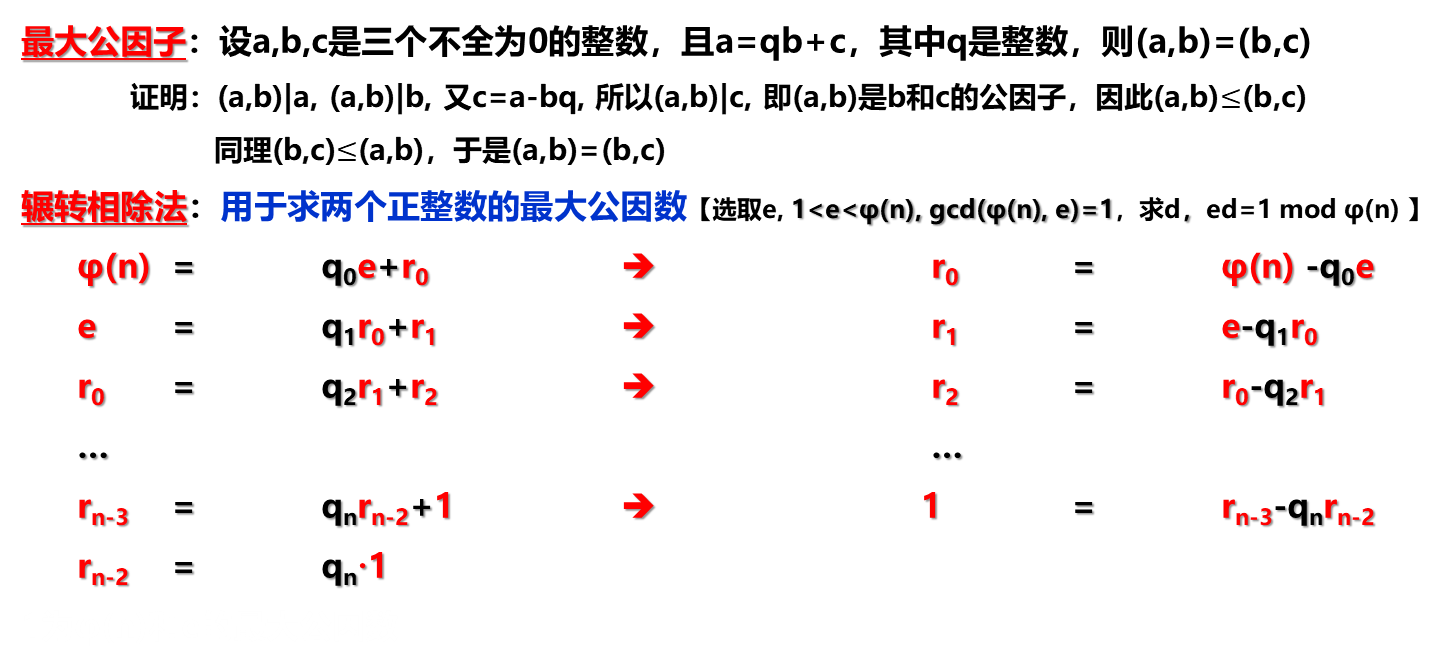 最大公因子：设a,b,c是三个不全为0的整数，且a=qb+c，其中q是整数，则(a,b)=(b,c)
证明：(a,b)|a, (a,b)|b, 又c=a-bq, 所以(a,b)|c, 即(a,b)是b和c的公因子，因此(a,b)≤(b,c)
同理(b,c)≤(a,b)，于是(a,b)=(b,c)
辗转相除法：用于求两个正整数的最大公因数【选取e, 1<e<φ(n), gcd(φ(n), e)=1，求d，ed=1 mod φ(n) 】
φ(n) = q₀e+r₀ ➔ r₀ = φ(n) -q₀e
e = q₁r₀+r₁ ➔ r₁ = e-q₁r₀
r₀ = q₂r₁+r₂ ➔ r₂ = r₀-q₂r₁
... ...
rₙ₋₃ = qₙrₙ₋₂+1 ➔ 1 = rₙ₋₃-qₙrₙ₋₂
rₙ₋₂ = qₙ·1